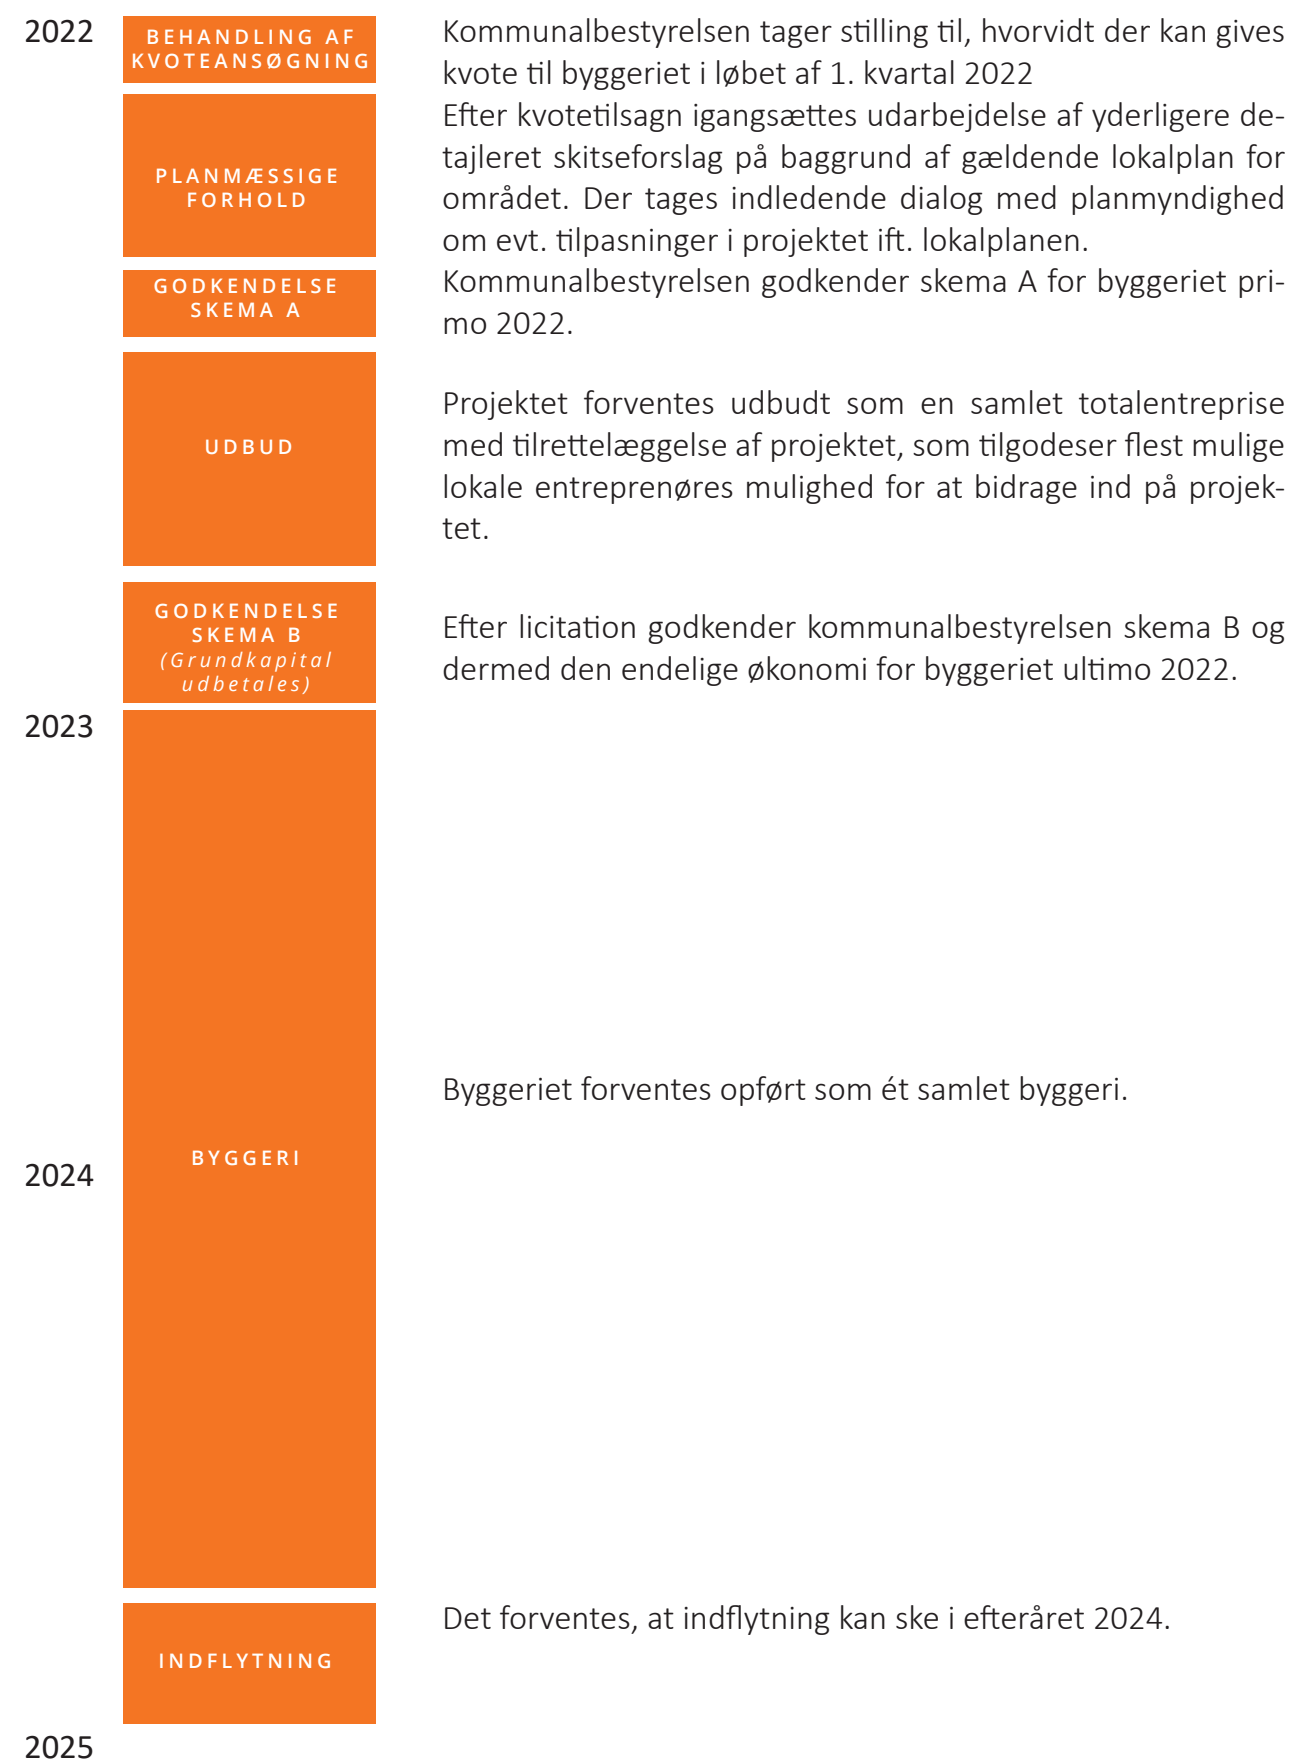 2022
BEHANDLING AF
KVOTEANSØGNING
Kommunalbestyrelsen tager stilling til, hvorvidt der kan gives
kvote til byggeriet i løbet af 1. kvartal 2022
PLANMÆSSIGE
FORHOLD
Efter kvotetilsagn igangsættes udarbejdelse af yderligere de-
tajleret skitseforslag på baggrund af gældende lokalplan for
området. Der tages indledende dialog med planmyndighed
om evt. tilpasninger i projektet ift. lokalplanen.
GODKENDELSE
SKEMA A
Kommunalbestyrelsen godkender skema A for byggeriet pri-
mo 2022.
UDBUD
Projektet forventes udbudt som en samlet totalentreprise
med tilrettelæggelse af projektet, som tilgodeser flest mulige
lokale entreprenøres mulighed for at bidrage ind på projek-
tet.
GODKENDELSE
SKEMA B
(Grundkapital
udbetales)
Efter licitation godkender kommunalbestyrelsen skema B og
dermed den endelige økonomi for byggeriet ultimo 2022.
2023
Byggeriet forventes opført som ét samlet byggeri.
BYGGERI
2024
Det forventes, at indflytning kan ske i efteråret 2024.
INDFLYTNING
2025